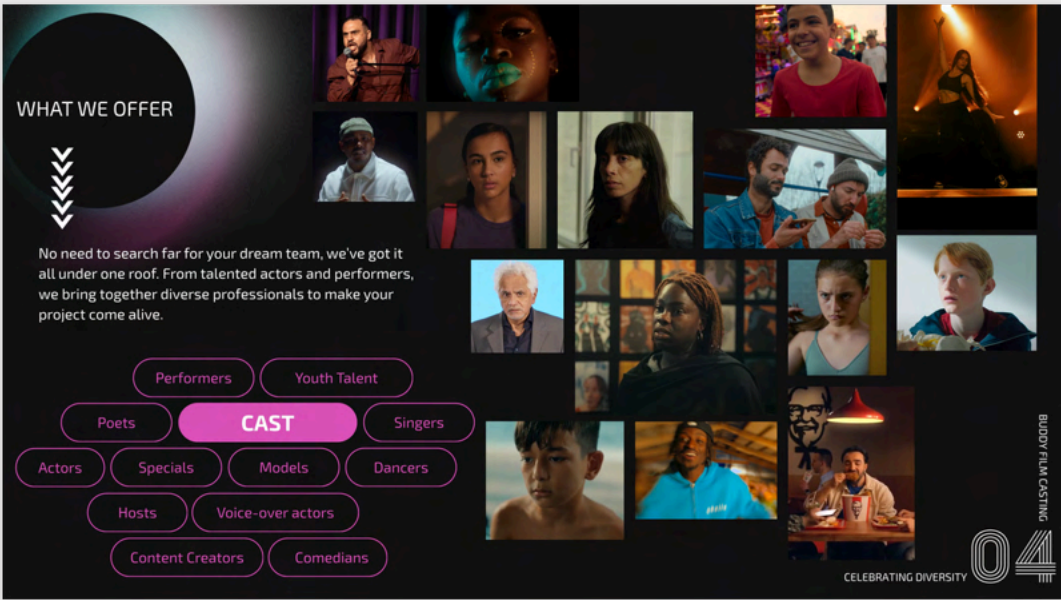 WHAT WE OFFER
No need to search far for your dream team, we've got it
all under one roof. From talented actors and performers,
we bring together diverse professionals to make your
project come alive.
Performers
Youth Talent
Poets
CAST
Singers
Actors
Specials
Models
Dancers
Hosts
Voice-over actors
Content Creators
Comedians
KFC
BUDDY FILM CASTING
CELEBRATING DIVERSITY
04